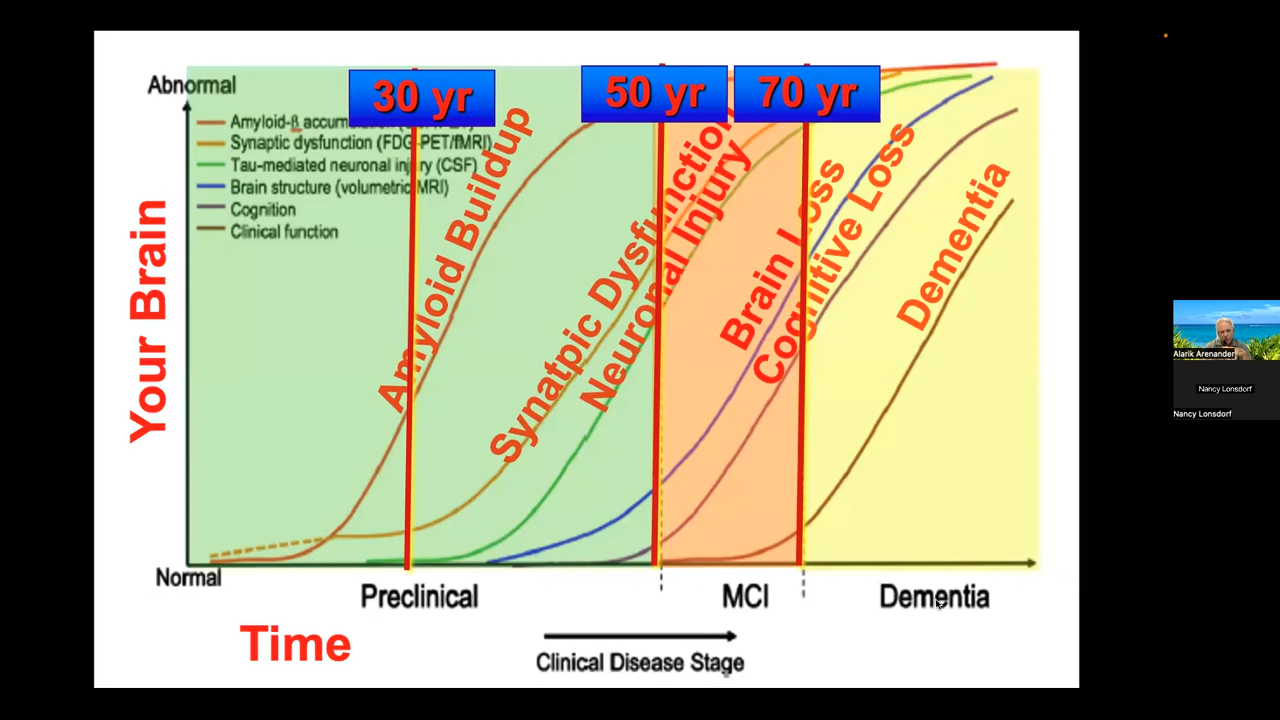 30 yr
50 yr
70 yr
Abnormal
Amyloid-β
Synaptic dysfunction (FDG-PET/fMRI)
Tau-mediated neuronal injury (CSF)
Brain structure (volumetric MRI)
Cognition
Clinical function
Your Brain
Amyloid Buildup
Synatpic Dysfunction
Neuronal Injury
Brain Loss
Cognitive Loss
Dementia
Normal
Preclinical
MCI
Dementia
Time
Clinical Disease Stage
Alarik Arenander
Nancy Lonsdorf
Nancy Lonsdorf